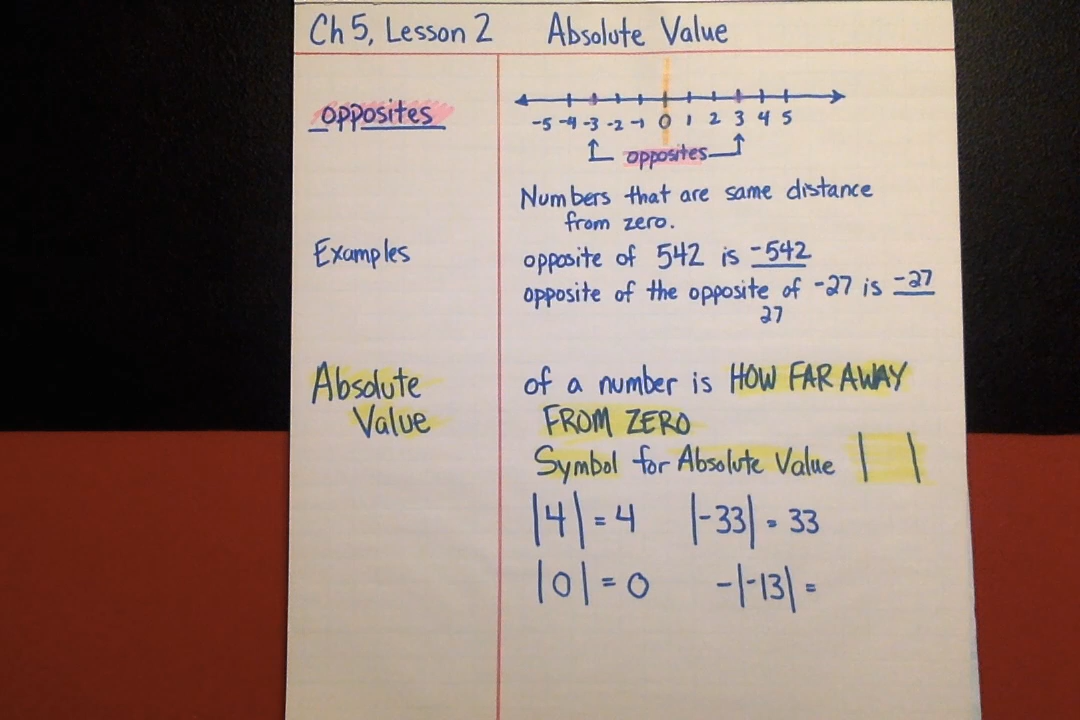 Ch 5, Lesson 2 Absolute Value
opposites
-5 -4 -3 -2 -1 0 1 2 3 4 5
opposites
Numbers that are same distance
from zero.
Examples
opposite of 542 is -542
opposite of the opposite of -27 is -27
27
Absolute
Value
of a number is HOW FAR AWAY
FROM ZERO
Symbol for Absolute Value | |
|4| = 4 |-33| = 33
|0| = 0 -|-13| =